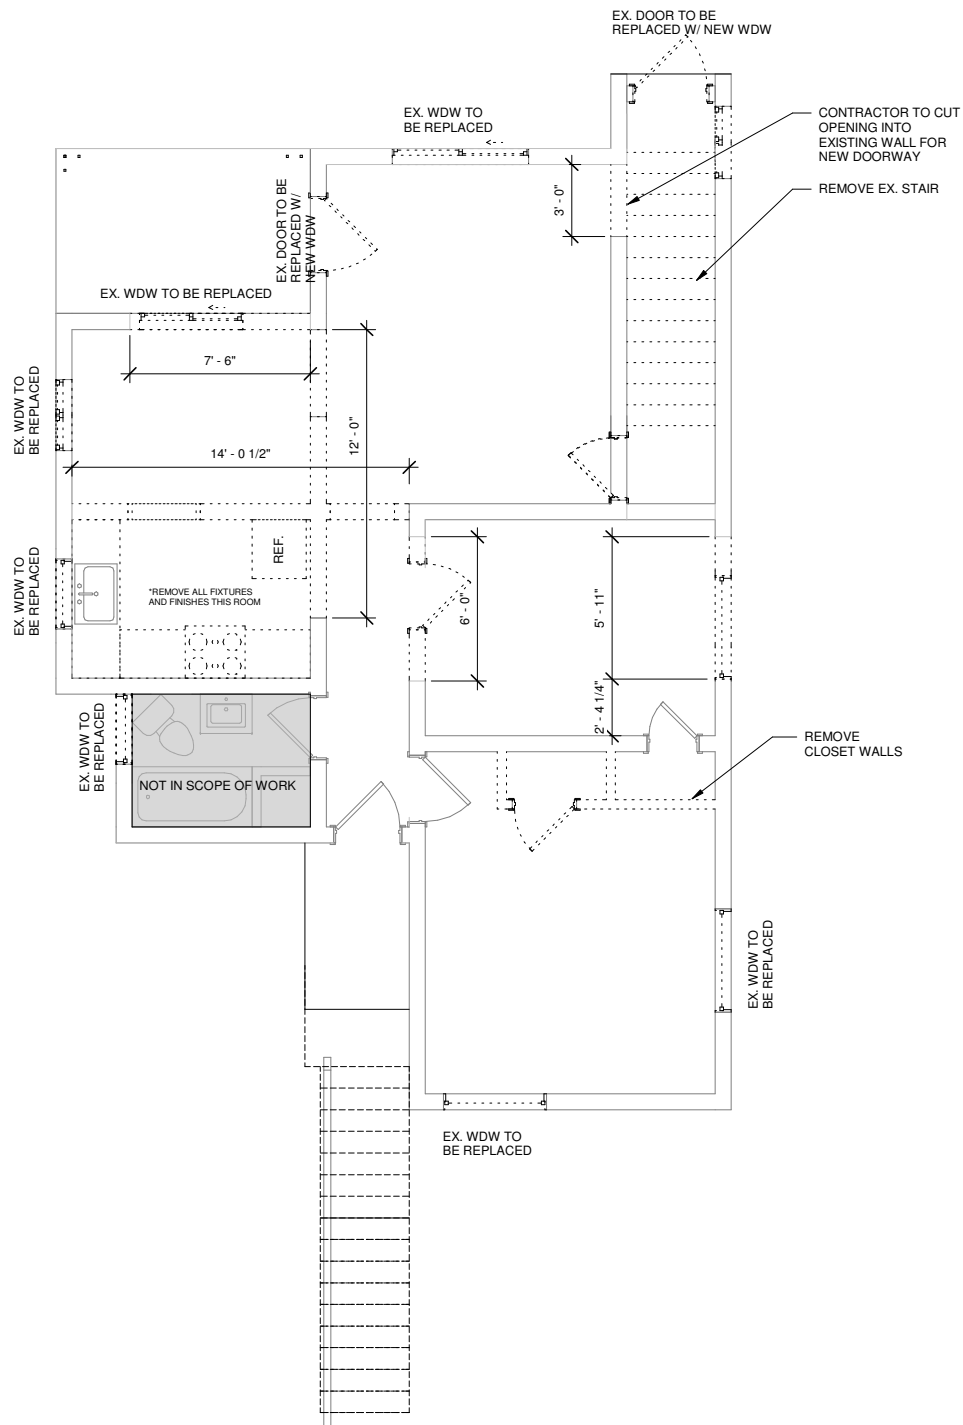 EX. DOOR TO BE
REPLACED W/ NEW WDW
EX. WDW TO
BE REPLACED
CONTRACTOR TO CUT
OPENING INTO
EXISTING WALL FOR
NEW DOORWAY
REMOVE EX. STAIR
3' - 0"
EX. DOOR TO BE
REPLACED W/
NEW WDW
EX. WDW TO BE REPLACED
7' - 6"
EX. WDW TO
BE REPLACED
12' - 0"
14' - 0 1/2"
REF.
EX. WDW TO
BE REPLACED
*REMOVE ALL FIXTURES
AND FINISHES THIS ROOM
6' - 0"
5' - 11"
2' - 4 1/4"
EX. WDW TO
BE REPLACED
NOT IN SCOPE OF WORK
REMOVE
CLOSET WALLS
EX. WDW TO
BE REPLACED
EX. WDW TO
BE REPLACED